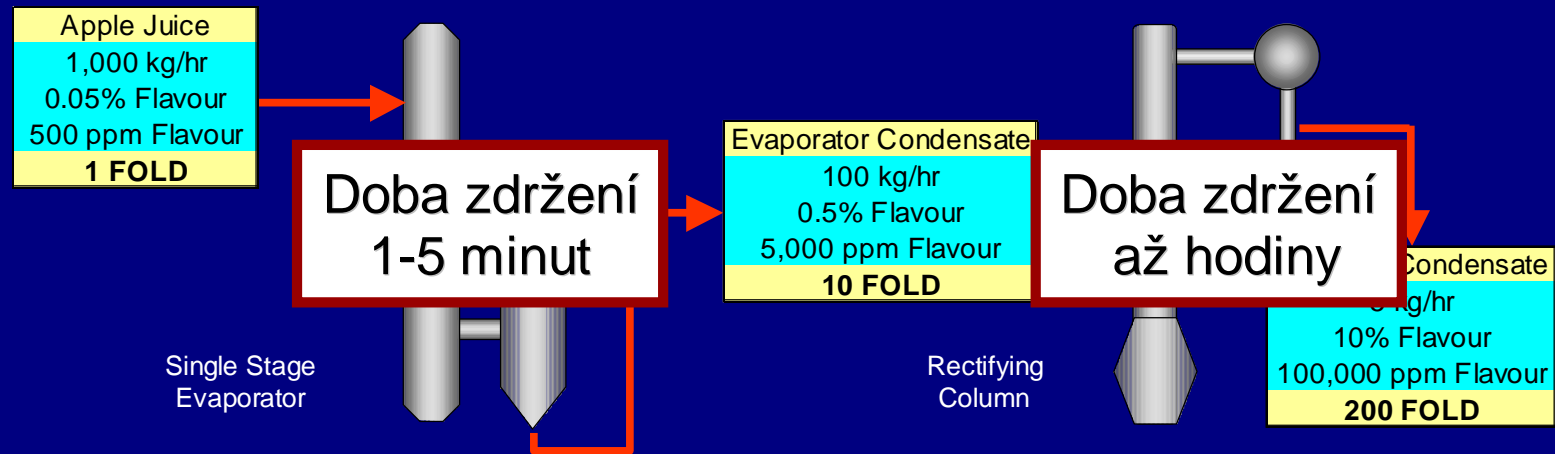 Apple Juice
1,000 kg/hr
0.05% Flavour
500 ppm Flavour
1 FOLD
Doba zdržení
1-5 minut
Single Stage
Evaporator
Evaporator Condensate
100 kg/hr
0.5% Flavour
5,000 ppm Flavour
10 FOLD
Doba zdržení
až hodiny
Rectifying
Column
Condensate
kg/hr
10% Flavour
100,000 ppm Flavour
200 FOLD